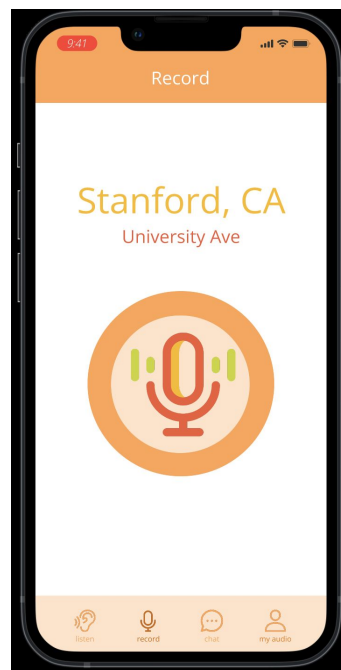 9:41
Record
Stanford, CA
University Ave
listen
record
chat
my audio